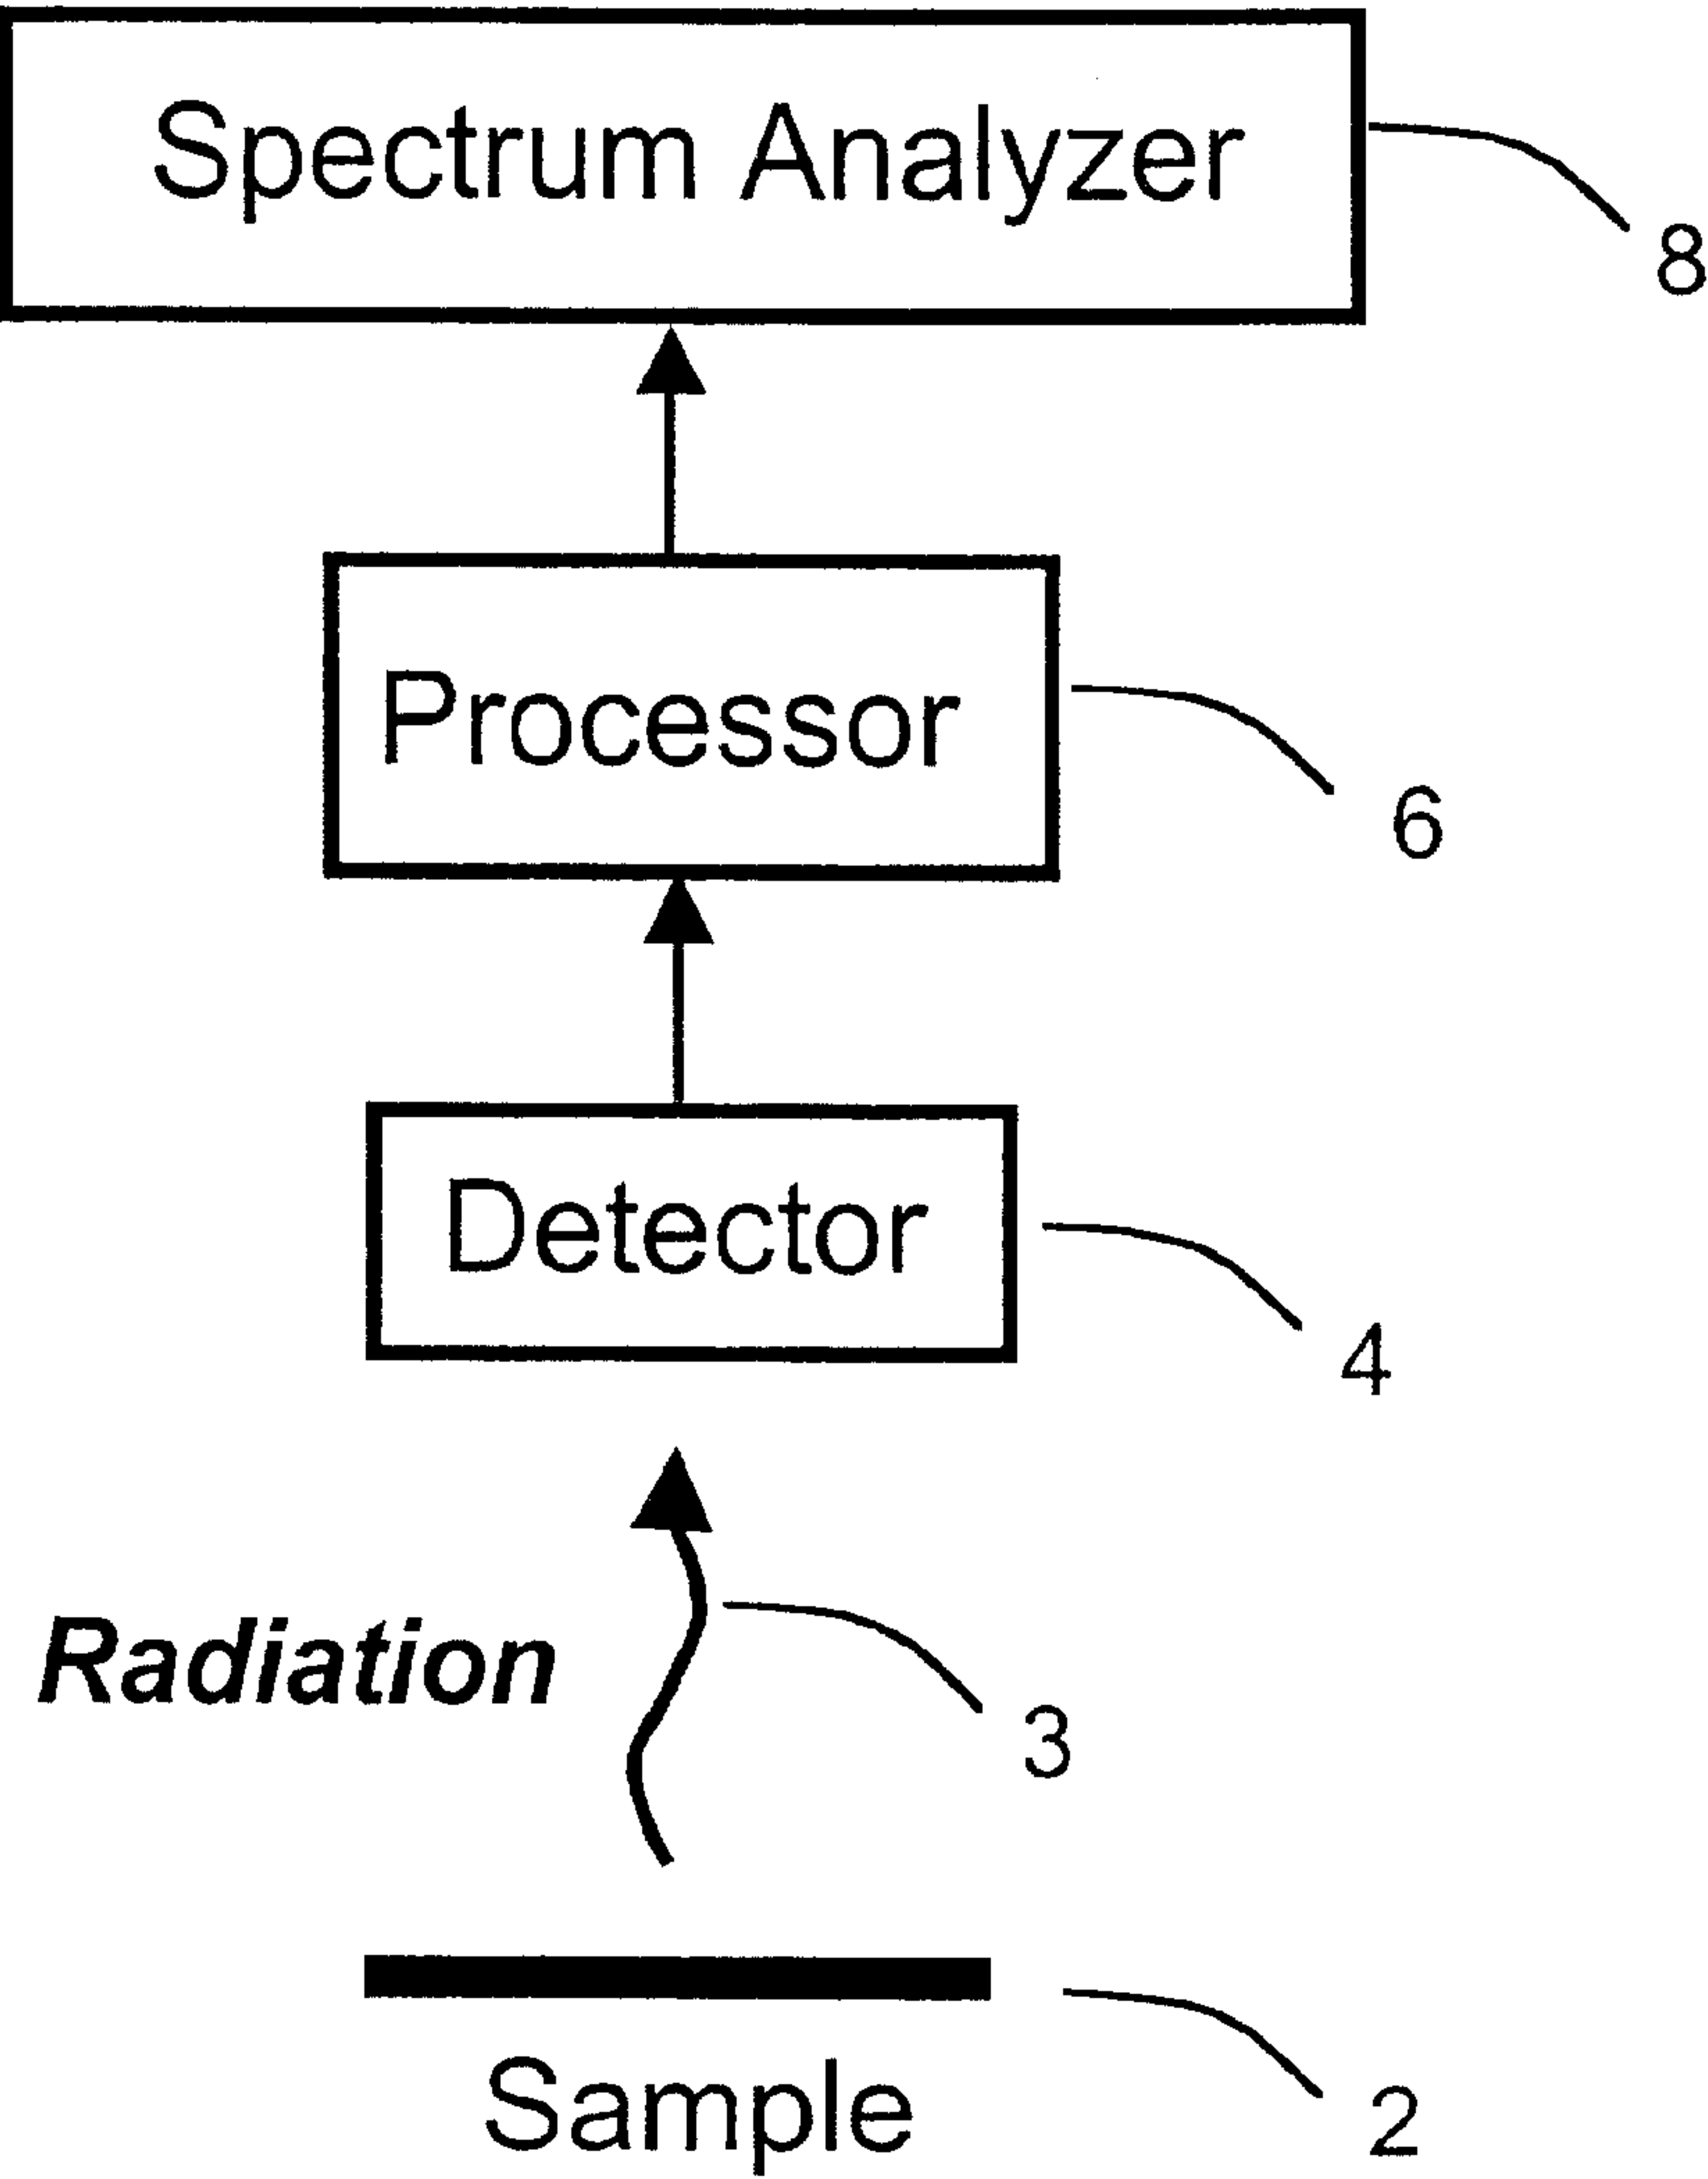 Spectrum Analyzer
8
Processor
6
Detector
4
Radiation
3
Sample
2